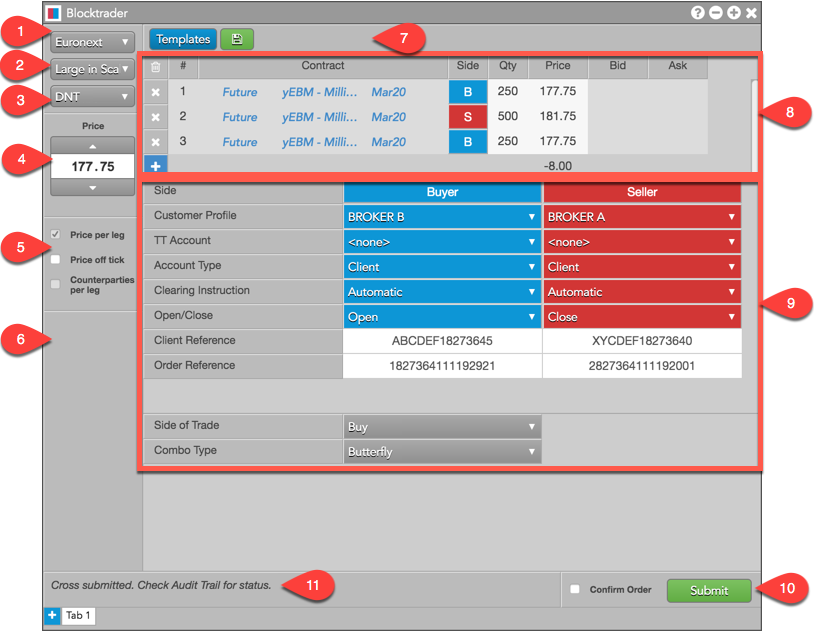 Blocktrader
1
Euronext
Templates
7
2
Large in Sca
# Contract Side Qty Price Bid Ask
3
DNT
1 Future yEBM - Milli... Mar20 B 250 177.75
8
Price
2 Future yEBM - Milli... Mar20 S 500 181.75
3 Future yEBM - Milli... Mar20 B 250 177.75
4
177.75
-8.00
Side Buyer Seller
Customer Profile BROKER B BROKER A
5
Price per leg
TT Account <none> <none>
Price off tick
Account Type Client Client
Counterparties
per leg
Clearing Instruction Automatic Automatic
9
Open/Close Open Close
6
Client Reference ABCDEF18273645 XYCDEF18273640
Order Reference 1827364111192921 2827364111192001
Side of Trade Buy
Combo Type Butterfly
Cross submitted. Check Audit Trail for status.
11
Confirm Order
Submit
10
Tab 1